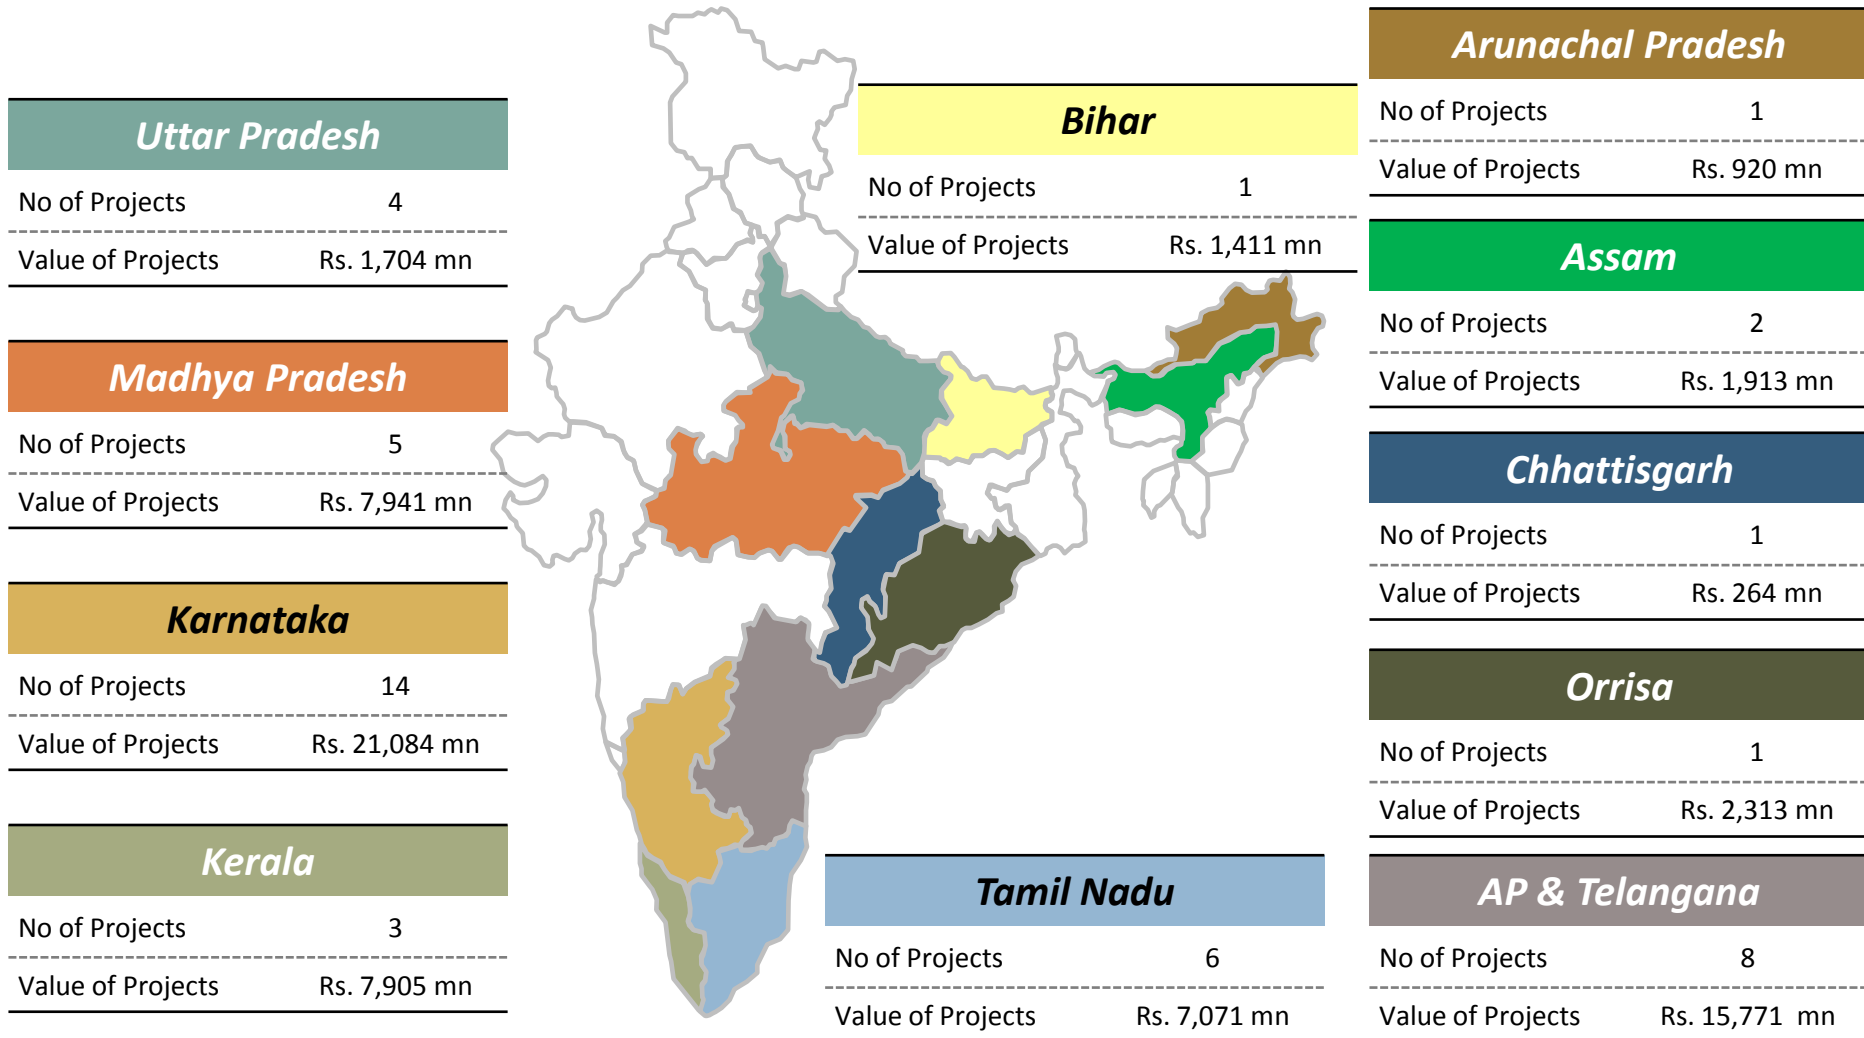 Uttar Pradesh
No of Projects 4
Value of Projects Rs. 1,704 mn
Madhya Pradesh
No of Projects 5
Value of Projects Rs. 7,941 mn
Karnataka
No of Projects 14
Value of Projects Rs. 21,084 mn
Kerala
No of Projects 3
Value of Projects Rs. 7,905 mn
Bihar
No of Projects 1
Value of Projects Rs. 1,411 mn
Tamil Nadu
No of Projects 6
Value of Projects Rs. 7,071 mn
Arunachal Pradesh
No of Projects 1
Value of Projects Rs. 920 mn
Assam
No of Projects 2
Value of Projects Rs. 1,913 mn
Chhattisgarh
No of Projects 1
Value of Projects Rs. 264 mn
Orrisa
No of Projects 1
Value of Projects Rs. 2,313 mn
AP & Telangana
No of Projects 8
Value of Projects Rs. 15,771 mn